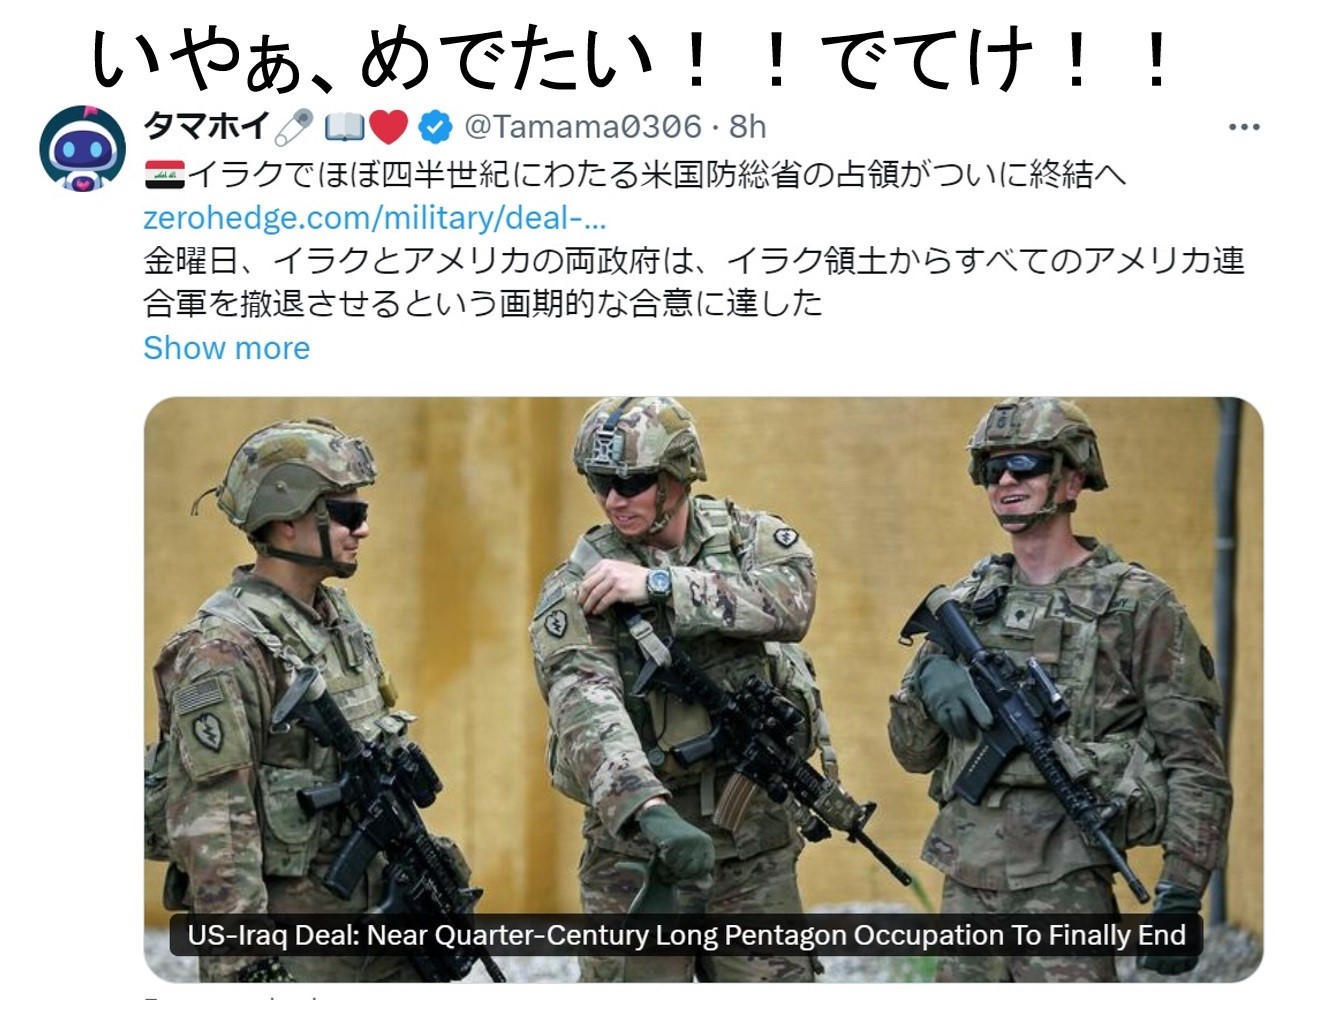 いやぁ、めでたい！！でてけ！！
タマホイ🧷 📖❤️ @Tamama0306 · 8h
🇮🇶イラクでほぼ四半世紀にわたる米国防総省の占領がついに終結へ
zerohedge.com/military/deal-...
金曜日、イラクとアメリカの両政府は、イラク領土からすべてのアメリカ連
合軍を撤退させるという画期的な合意に達した
Show more
US-Iraq Deal: Near Quarter-Century Long Pentagon Occupation To Finally End